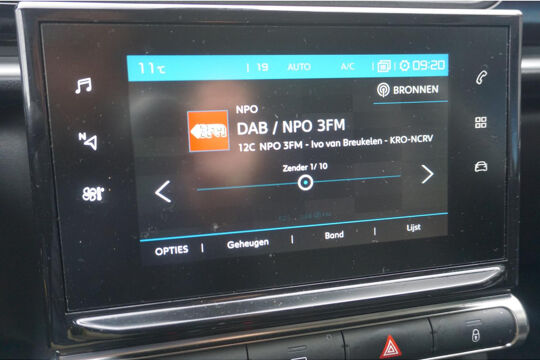 11°C | 19 AUTO A/C | | 09:20
BRONNEN
NPO
DAB / NPO 3FM
12C NPO 3FM - Ivo van Breukelen - KRO-NCRV
Zender 1/ 10
N
OPTIES | Geheugen | Band | Lijst